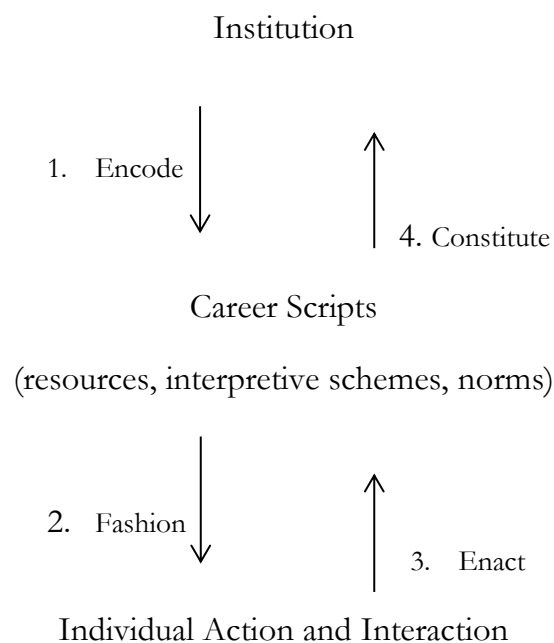 Institution
1. Encode
4. Constitute
Career Scripts
(resources, interpretive schemes, norms)
2. Fashion
3. Enact
Individual Action and Interaction